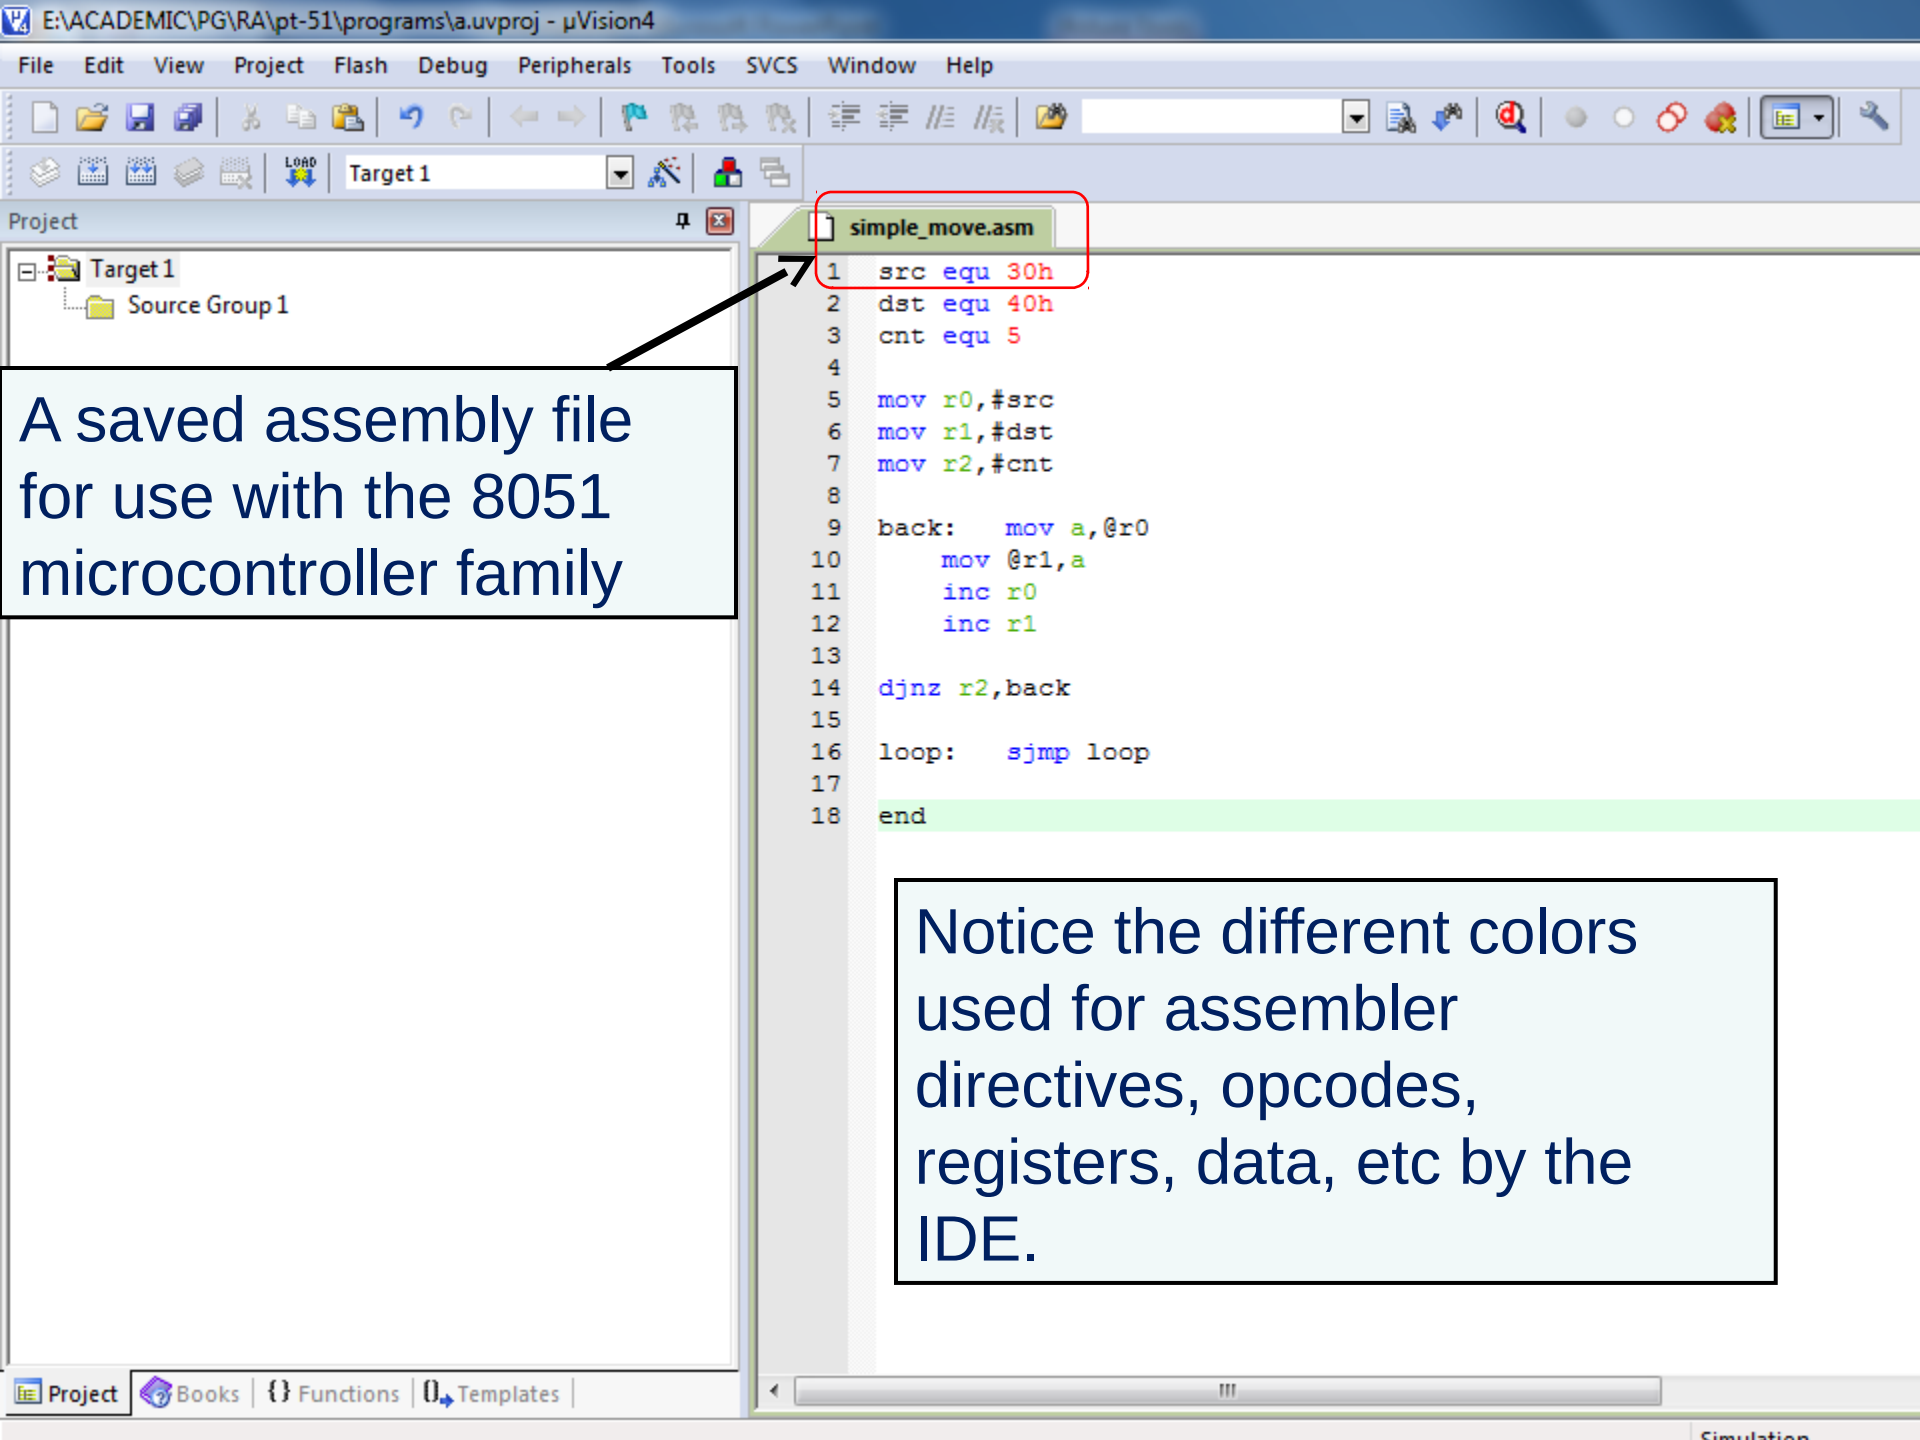 E:\ACADEMIC\PG\RA\pt-51\programs\a.uvproj - µVision4
File Edit View Project Flash Debug Peripherals Tools SVCS Window Help
LOAD Target 1
Project
simple_move.asm
Target 1
Source Group 1
A saved assembly file
for use with the 8051
microcontroller family
1 src equ 30h
2 dst equ 40h
3 cnt equ 5
4
5 mov r0,#src
6 mov r1,#dst
7 mov r2,#cnt
8
9 back: mov a,@r0
10 mov @r1,a
11 inc r0
12 inc r1
13
14 djnz r2,back
15
16 loop: sjmp loop
17
18 end
Notice the different colors
used for assembler
directives, opcodes,
registers, data, etc by the
IDE.
Project Books {} Functions 0 Templates
Simulation